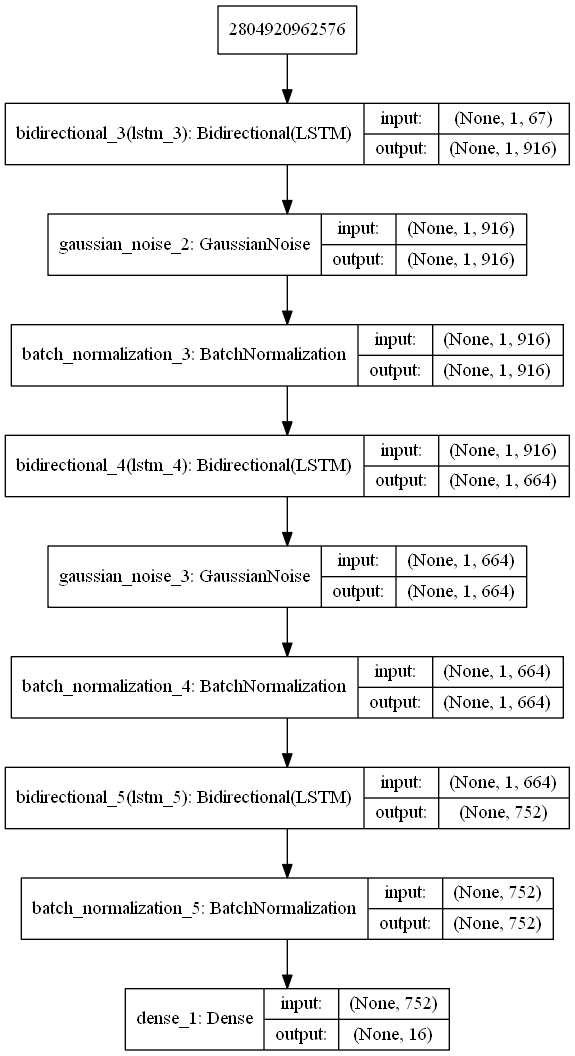 2804920962576
bidirectional_3(lstm_3): Bidirectional(LSTM)
input: (None, 1, 67)
output: (None, 1, 916)
gaussian_noise_2: GaussianNoise
input: (None, 1, 916)
output: (None, 1, 916)
batch_normalization_3: BatchNormalization
input: (None, 1, 916)
output: (None, 1, 916)
bidirectional_4(lstm_4): Bidirectional(LSTM)
input: (None, 1, 916)
output: (None, 1, 664)
gaussian_noise_3: GaussianNoise
input: (None, 1, 664)
output: (None, 1, 664)
batch_normalization_4: BatchNormalization
input: (None, 1, 664)
output: (None, 1, 664)
bidirectional_5(lstm_5): Bidirectional(LSTM)
input: (None, 1, 664)
output: (None, 752)
batch_normalization_5: BatchNormalization
input: (None, 752)
output: (None, 752)
dense_1: Dense
input: (None, 752)
output: (None, 16)